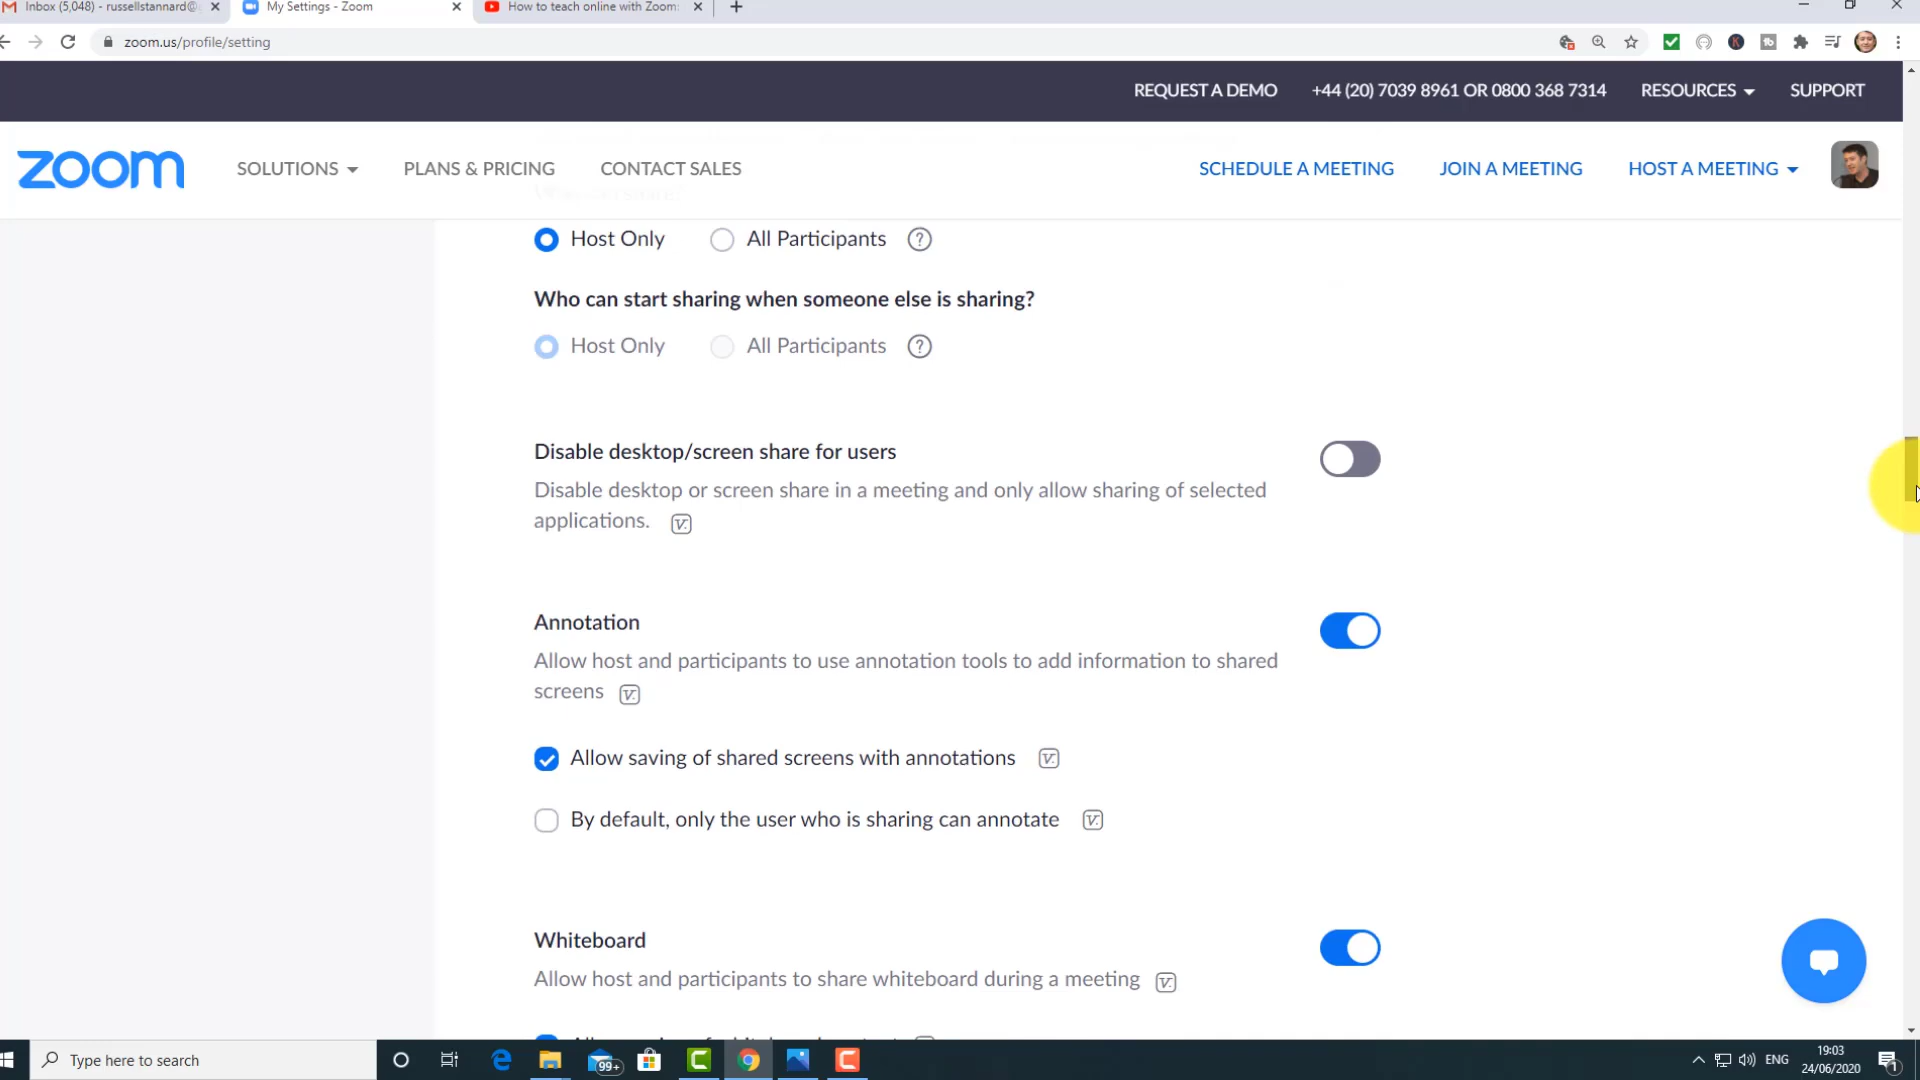 Inbox (5,048) - russellstannard@
My Settings - Zoom
How to teach online with Zoom:
zoom.us/profile/setting
REQUEST A DEMO
+44 (20) 7039 8961 OR 0800 368 7314
RESOURCES
SUPPORT
zoom
SOLUTIONS
PLANS & PRICING
CONTACT SALES
SCHEDULE A MEETING
JOIN A MEETING
HOST A MEETING
Host Only
All Participants
Who can start sharing when someone else is sharing?
Host Only
All Participants
Disable desktop/screen share for users
Disable desktop or screen share in a meeting and only allow sharing of selected
applications.
Annotation
Allow host and participants to use annotation tools to add information to shared
screens
Allow saving of shared screens with annotations
By default, only the user who is sharing can annotate
Whiteboard
Allow host and participants to share whiteboard during a meeting
Type here to search
99+
ENG
19:03
24/06/2020
1